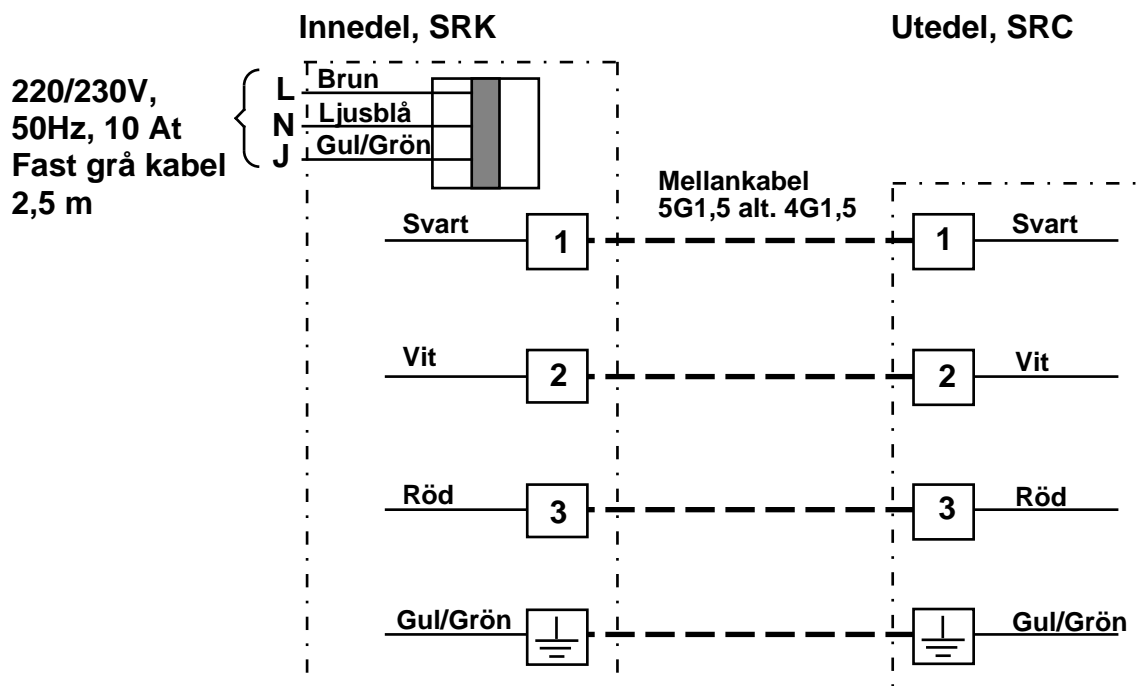 Innedel, SRK
Utedel, SRC
220/230V,
50Hz, 10 At
Fast grå kabel
2,5 m
L
Brun
N
Ljusblå
J
Gul/Grön
Mellankabel
5G1,5 alt. 4G1,5
Svart
1
1
Svart
Vit
2
2
Vit
Röd
3
3
Röd
Gul/Grön
Gul/Grön